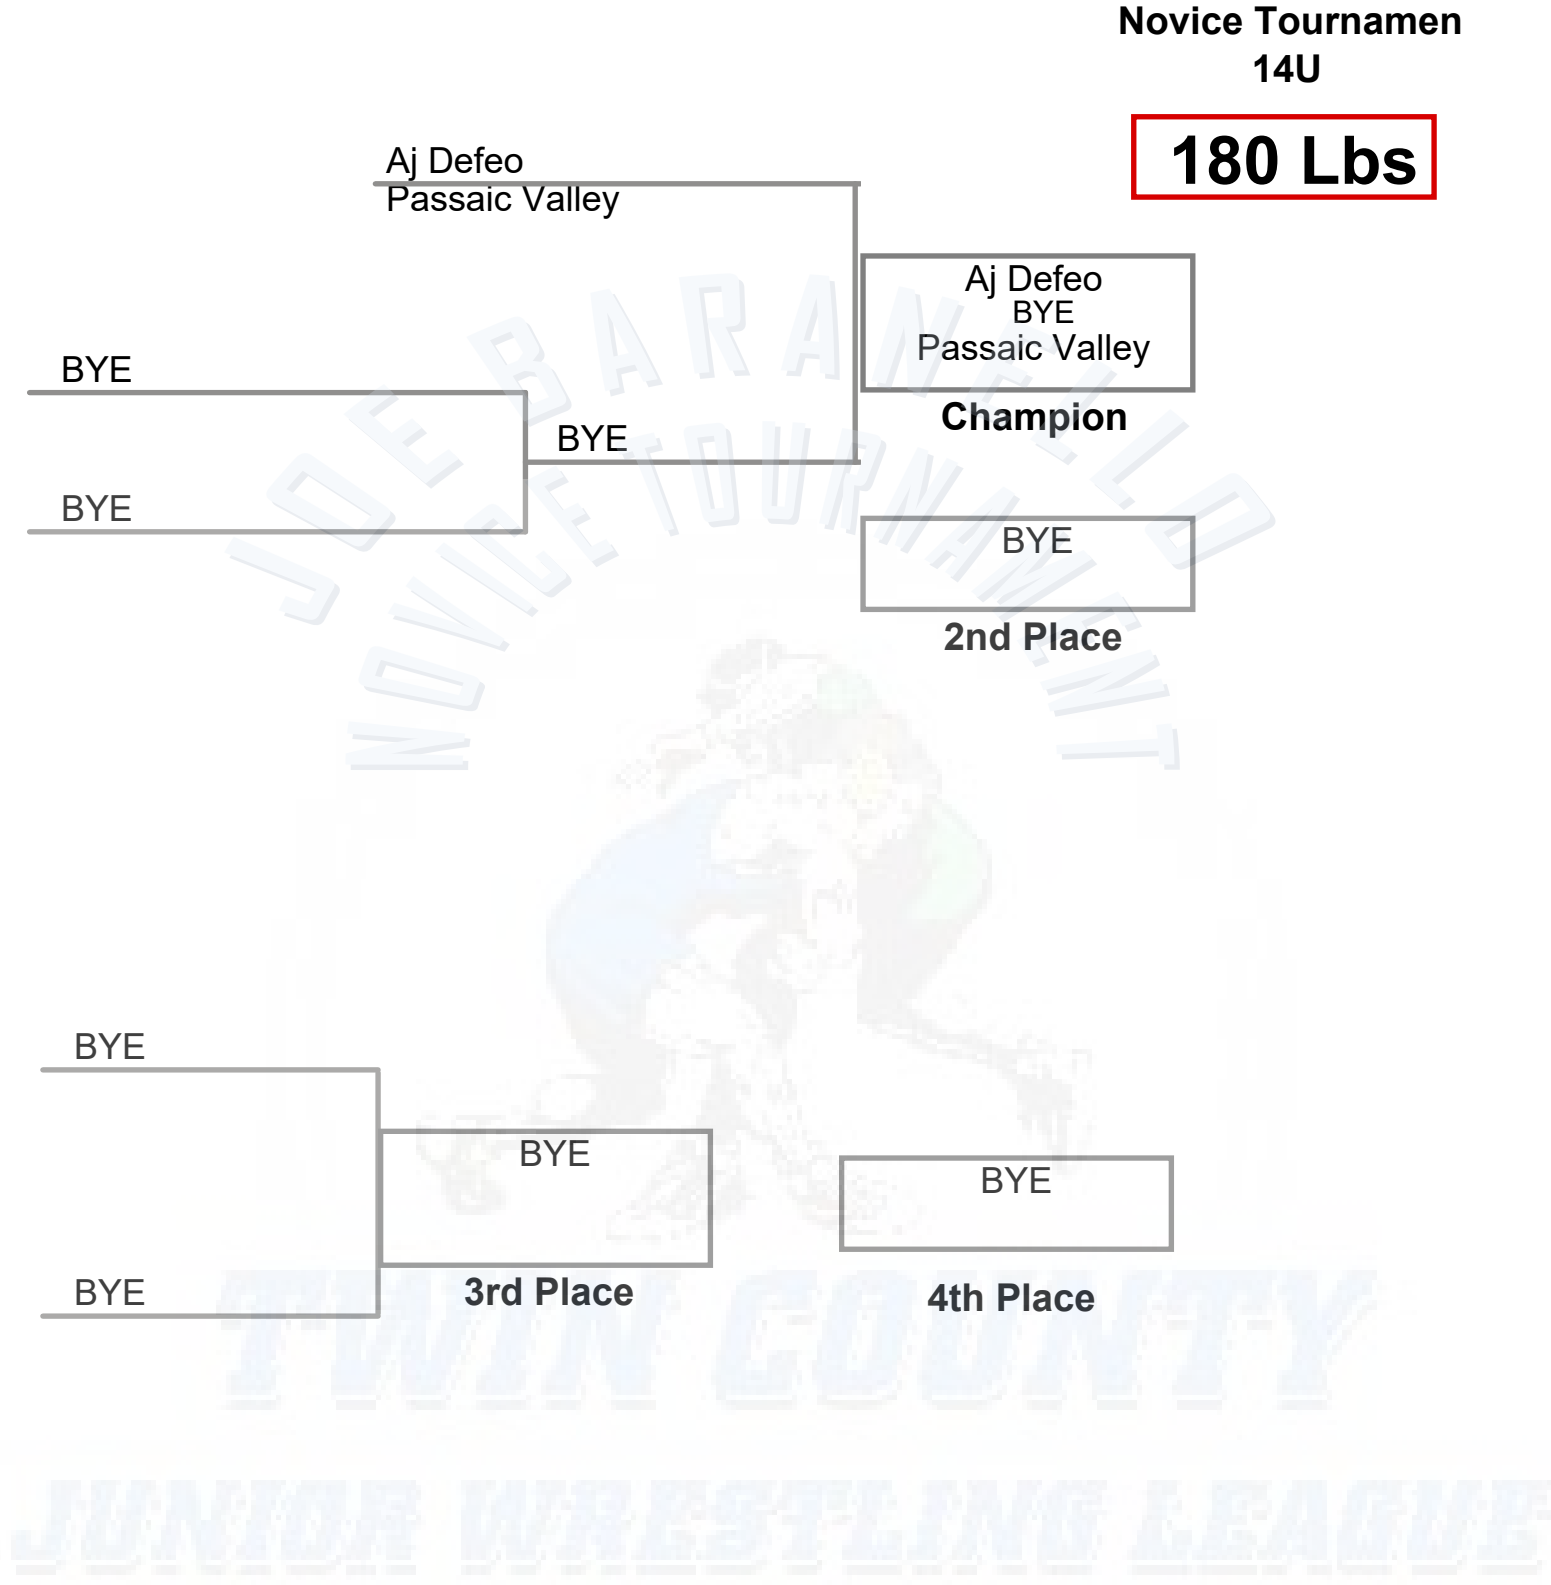 Novice Tournamen
14U
180 Lbs
Aj Defeo
Passaic Valley
Aj Defeo
BYE
Passaic Valley
Champion
BYE
BYE
BYE
BYE
2nd Place
JOE BARANELLO
NOVICE TOURNAMENT
BYE
BYE
3rd Place
BYE
4th Place
BYE
TWIN COUNTY
JUNIOR WRESTLING LEAGUE